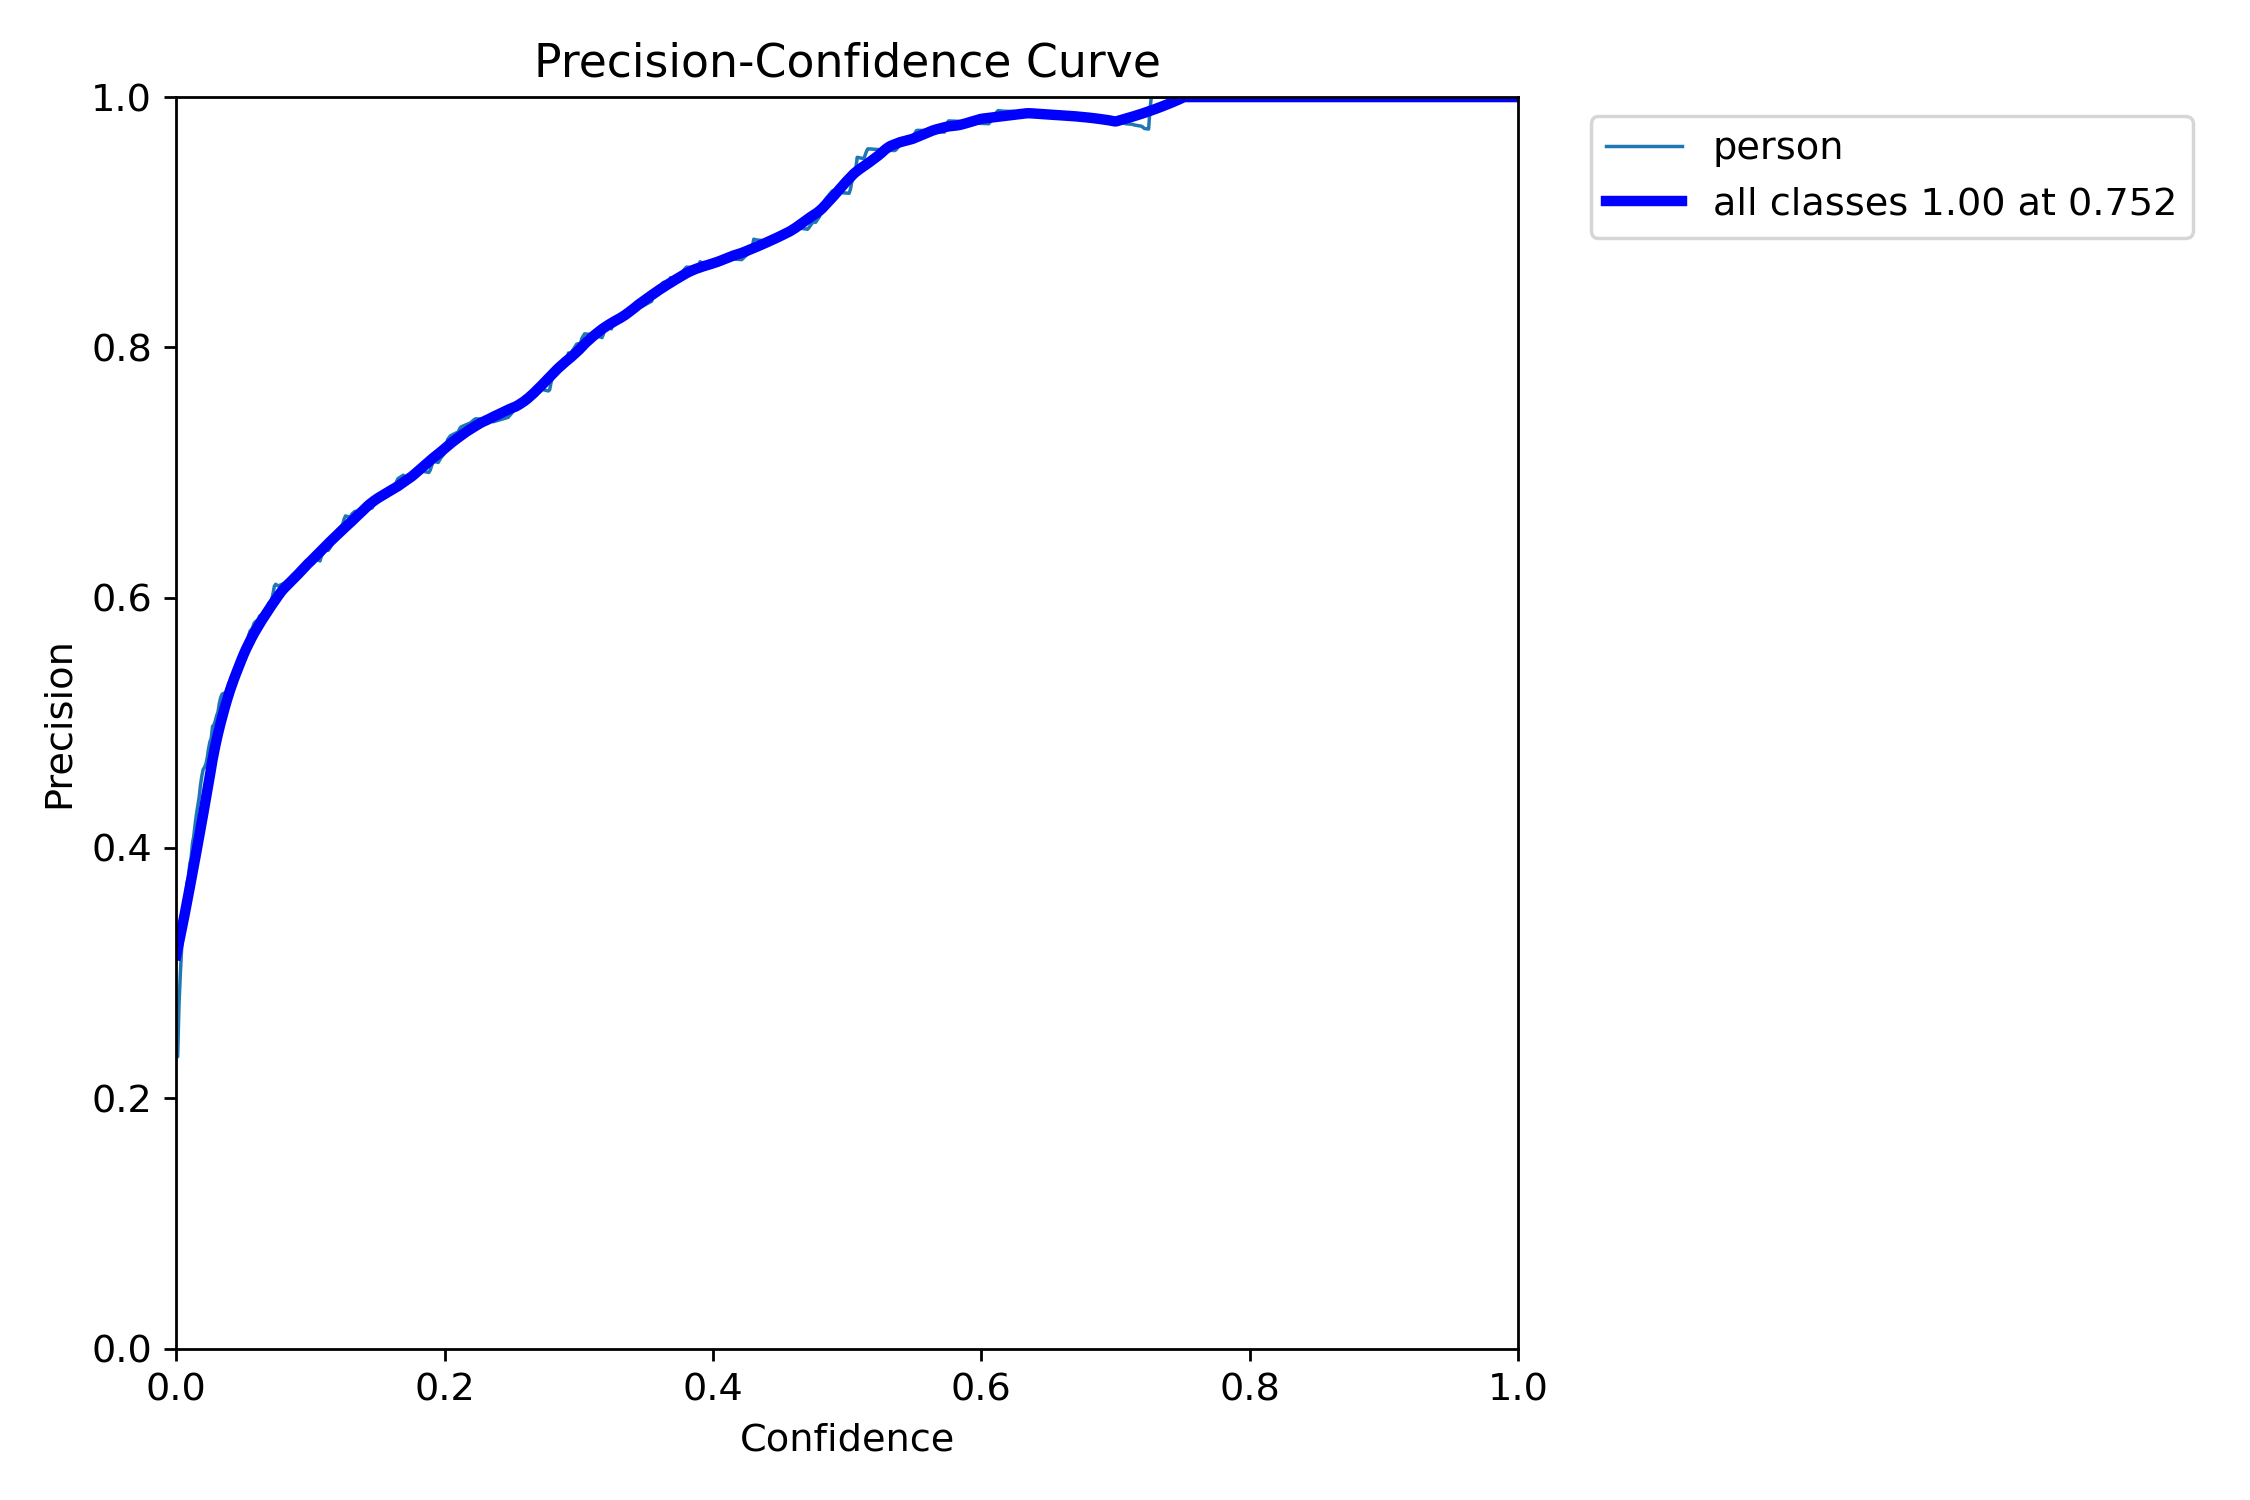 Precision-Confidence Curve
1.0
0.8
0.6
0.4
0.2
0.0
Precision
0.0 0.2 0.4 0.6 0.8 1.0
Confidence
person
all classes 1.00 at 0.752